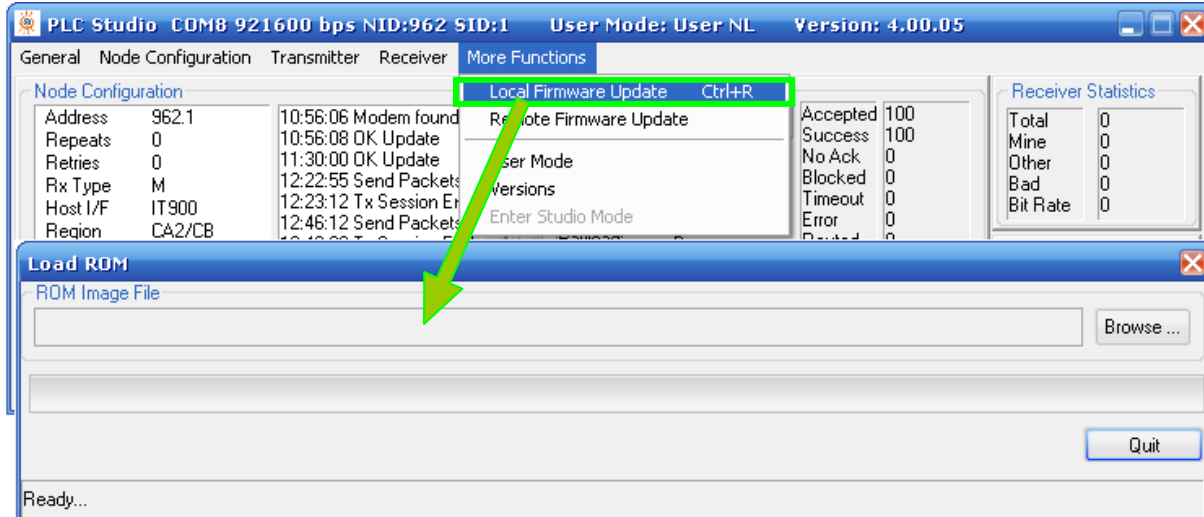 PLC Studio COM8 921600 bps NID:962 SID:1 User Mode: User NL Version: 4.00.05
General Node Configuration Transmitter Receiver More Functions
Node Configuration
Address 962.1
Repeats 0
Retries 0
Rx Type M
Host I/F IT900
Region CA2/CB
10:56:06 Modem found
10:56:08 OK Update
11:30:00 OK Update
12:22:55 Send Packets
12:23:12 Tx Session
12:46:12 Send Packets
Local Firmware Update Ctrl+R
Remote Firmware Update
User Mode
Versions
Enter Studio Mode
Accepted 100
Success 100
No Ack 0
Blocked 0
Timeout 0
Error 0
Receiver Statistics
Total 0
Mine 0
Other 0
Bad 0
Bit Rate 0
Load ROM
ROM Image File
Browse ...
Quit
Ready...